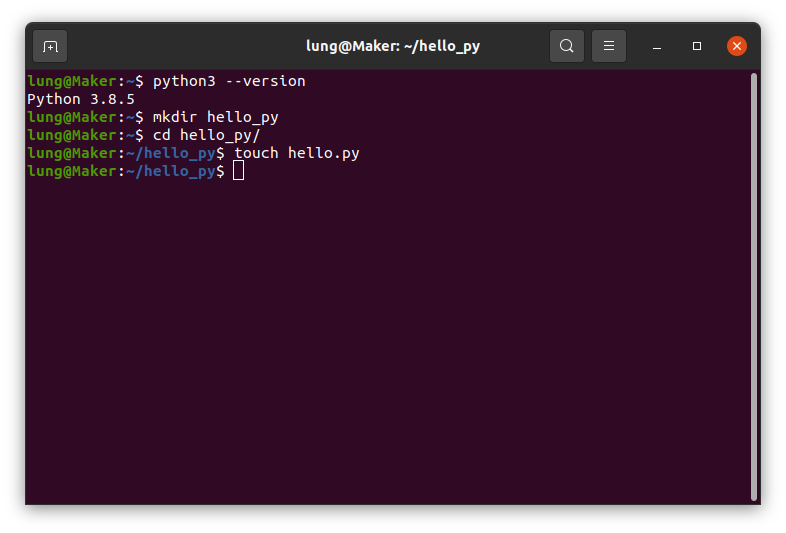 lung@Maker: ~/hello_py
lung@Maker:~$ python3 --version
Python 3.8.5
lung@Maker:~$ mkdir hello_py
lung@Maker:~$ cd hello_py/
lung@Maker:~/hello_py$ touch hello.py
lung@Maker:~/hello_py$